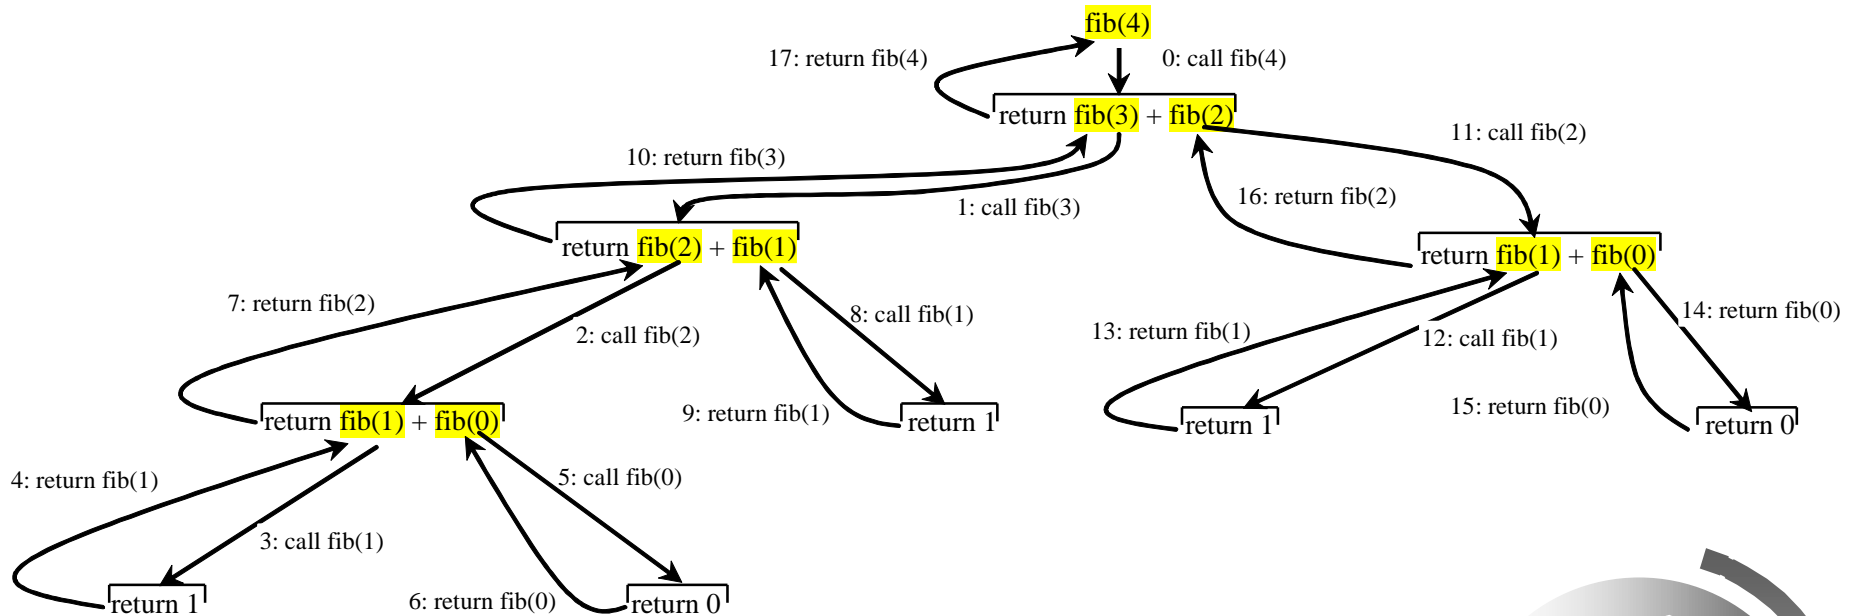 fib(4)
17: return fib(4)
0: call fib(4)
return fib(3) + fib(2)
11: call fib(2)
10: return fib(3)
16: return fib(2)
1: call fib(3)
return fib(2) + fib(1)
return fib(1) + fib(0)
7: return fib(2)
8: call fib(1)
14: return fib(0)
2: call fib(2)
13: return fib(1)
12: call fib(1)
9: return fib(1)
15: return fib(0)
return fib(1) + fib(0)
return 1
return 1
return 0
4: return fib(1)
5: call fib(0)
3: call fib(1)
6: return fib(0)
return 1
return 0